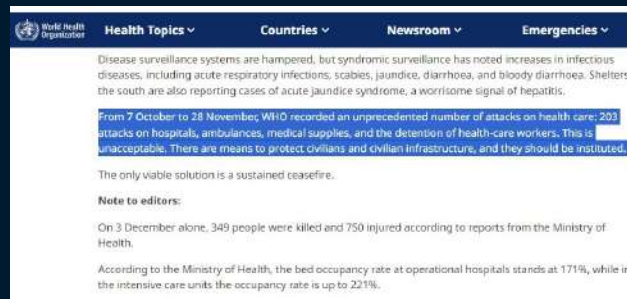 World Health
Organization
Health Topics
Countries
Newsroom
Emergencies
Disease surveillance systems are hampered, but syndromic surveillance has noted increases in infectious
diseases, including acute respiratory infections, scabies, jaundice, diarrhoea, and bloody diarrhoea. Shelters
the south are also reporting cases of acute jaundice syndrome, a worrisome signal of hepatitis.
From 7 October to 28 November, WHO recorded an unprecedented number of attacks on health care: 203
attacks on hospitals, ambulances, medical supplies, and the detention of health-care workers. This is
unacceptable. There are means to protect civilians and civilian infrastructure, and they should be instituted.
The only viable solution is a sustained ceasefire.
Note to editors:
On 3 December alone, 349 people were killed and 750 injured according to reports from the Ministry of
Health.
According to the Ministry of Health, the bed occupancy rate at operational hospitals stands at 171%, while in
the intensive care units the occupancy rate is up to 221%.